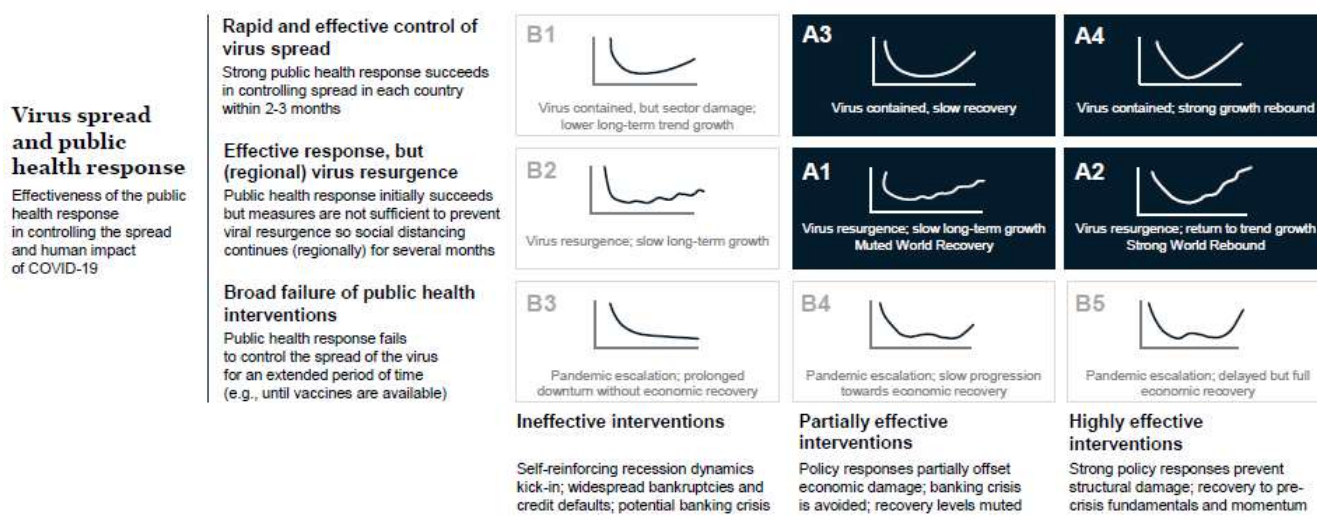 Virus spread
and public
health response
Effectiveness of the public
health response
in controlling the spread
and human impact
of COVID-19
Rapid and effective control of
virus spread
Strong public health response succeeds
in controlling spread in each country
within 2-3 months
B1
Virus contained, but sector damage;
lower long-term trend growth
A3
Virus contained, slow recovery
A4
Virus contained; strong growth rebound
Effective response, but
(regional) virus resurgence
Public health response initially succeeds
but measures are not sufficient to prevent
viral resurgence so social distancing
continues (regionally) for several months
B2
Virus resurgence; slow long-term growth
A1
Virus resurgence; slow long-term growth
Muted World Recovery
A2
Virus resurgence; return to trend growth
Strong World Rebound
Broad failure of public health
interventions
Public health response fails
to control the spread of the virus
for an extended period of time
(e.g., until vaccines are available)
B3
Pandemic escalation; prolonged
downturn without economic recovery
B4
Pandemic escalation; slow progression
towards economic recovery
B5
Pandemic escalation; delayed but full
economic recovery
Ineffective interventions
Self-reinforcing recession dynamics
kick-in; widespread bankruptcies and
credit defaults; potential banking crisis
Partially effective
interventions
Policy responses partially offset
economic damage; banking crisis
is avoided; recovery levels muted
Highly effective
interventions
Strong policy responses prevent
structural damage; recovery to pre-
crisis fundamentals and momentum